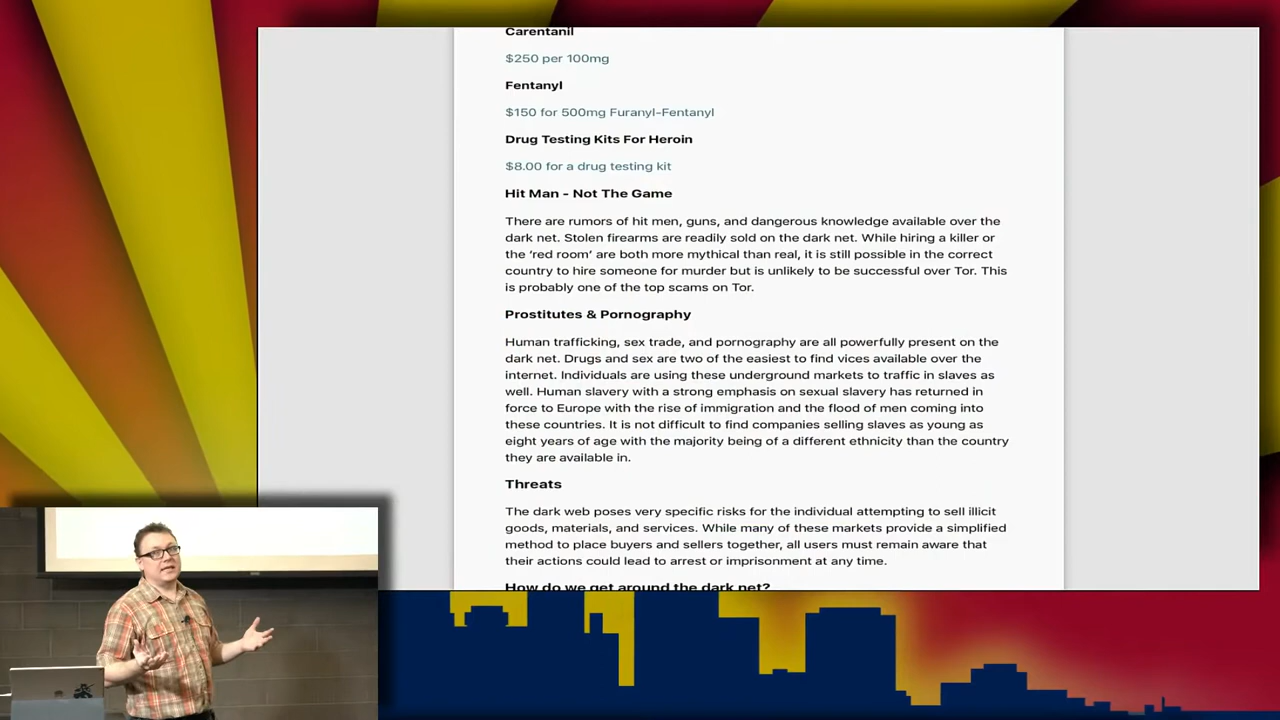 Carentanil
$250 per 100mg
Fentanyl
$150 for 500mg Furanyl-Fentanyl
Drug Testing Kits For Heroin
$8.00 for a drug testing kit
Hit Man - Not The Game
There are rumors of hit men, guns, and dangerous knowledge available over the
dark net. Stolen firearms are readily sold on the dark net. While hiring a killer or
the ‘red room’ are both more mythical than real, it is still possible in the correct
country to hire someone for murder but is unlikely to be successful over Tor. This
is probably one of the top scams on Tor.
Prostitutes & Pornography
Human trafficking, sex trade, and pornography are all powerfully present on the
dark net. Drugs and sex are two of the easiest to find vices available over the
internet. Individuals are using these underground markets to traffic in slaves as
well. Human slavery with a strong emphasis on sexual slavery has returned in
force to Europe with the rise of immigration and the flood of men coming into
these countries. It is not difficult to find companies selling slaves as young as
eight years of age with the majority being of a different ethnicity than the country
they are available in.
Threats
The dark web poses very specific risks for the individual attempting to sell illicit
goods, materials, and services. While many of these markets provide a simplified
method to place buyers and sellers together, all users must remain aware that
their actions could lead to arrest or imprisonment at any time.
How do we get around the dark net?